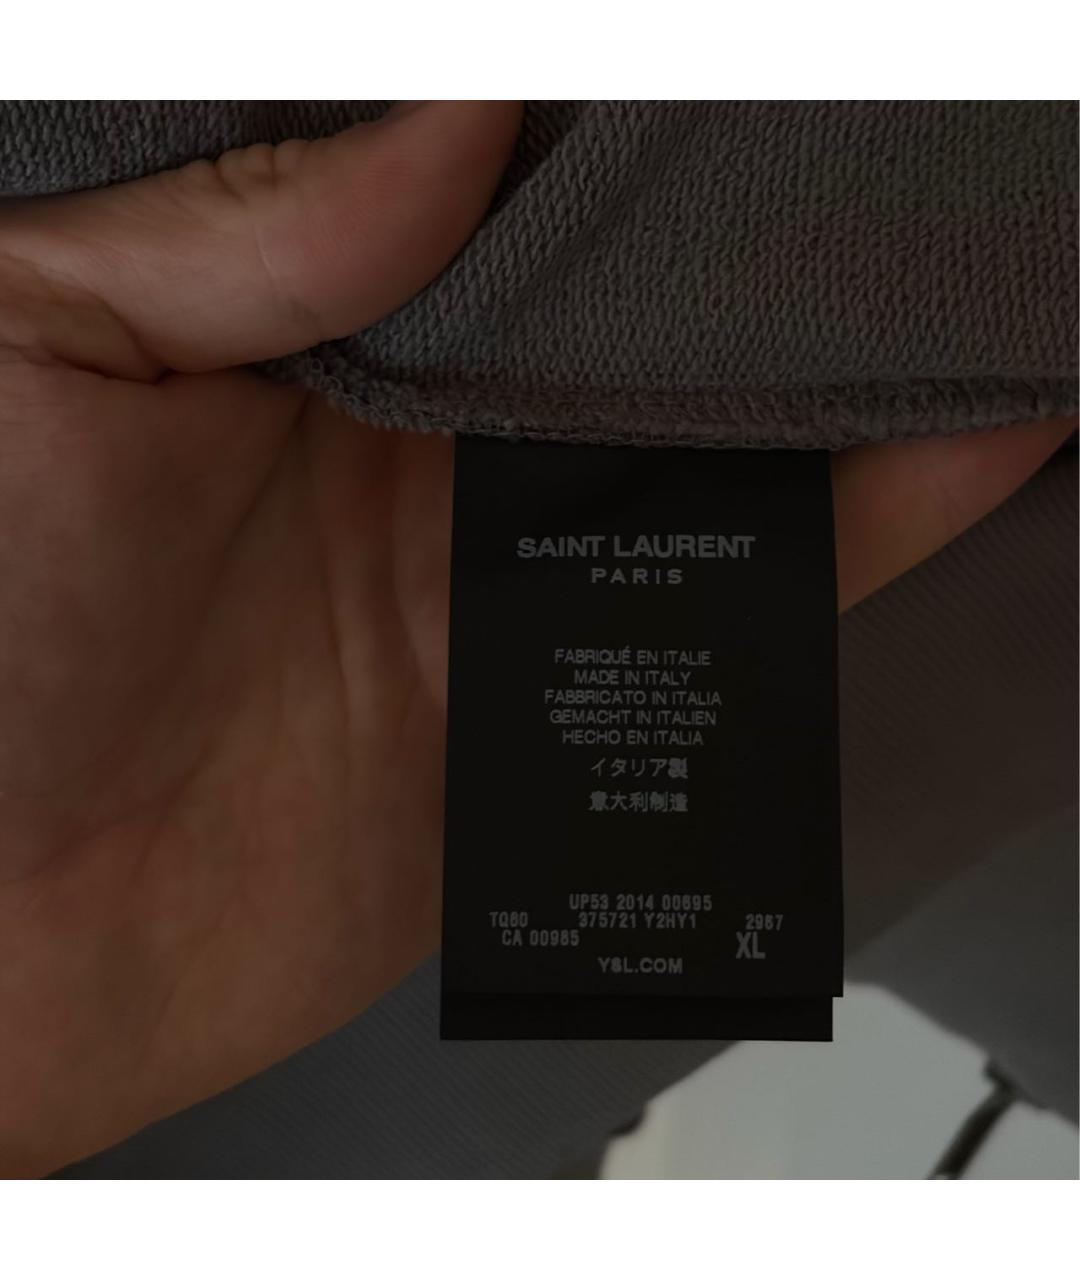 SAINT LAURENT
PARIS
FABRIQUÉ EN ITALIE
MADE IN ITALY
FABBRICATO IN ITALIA
GEMACHT IN ITALIEN
HECHO EN ITALIA
イタリア製
意大利制造
UP53 2014 00695
TQ80 375721 Y2HY1 2967
CA 00985 XL
YSL.COM